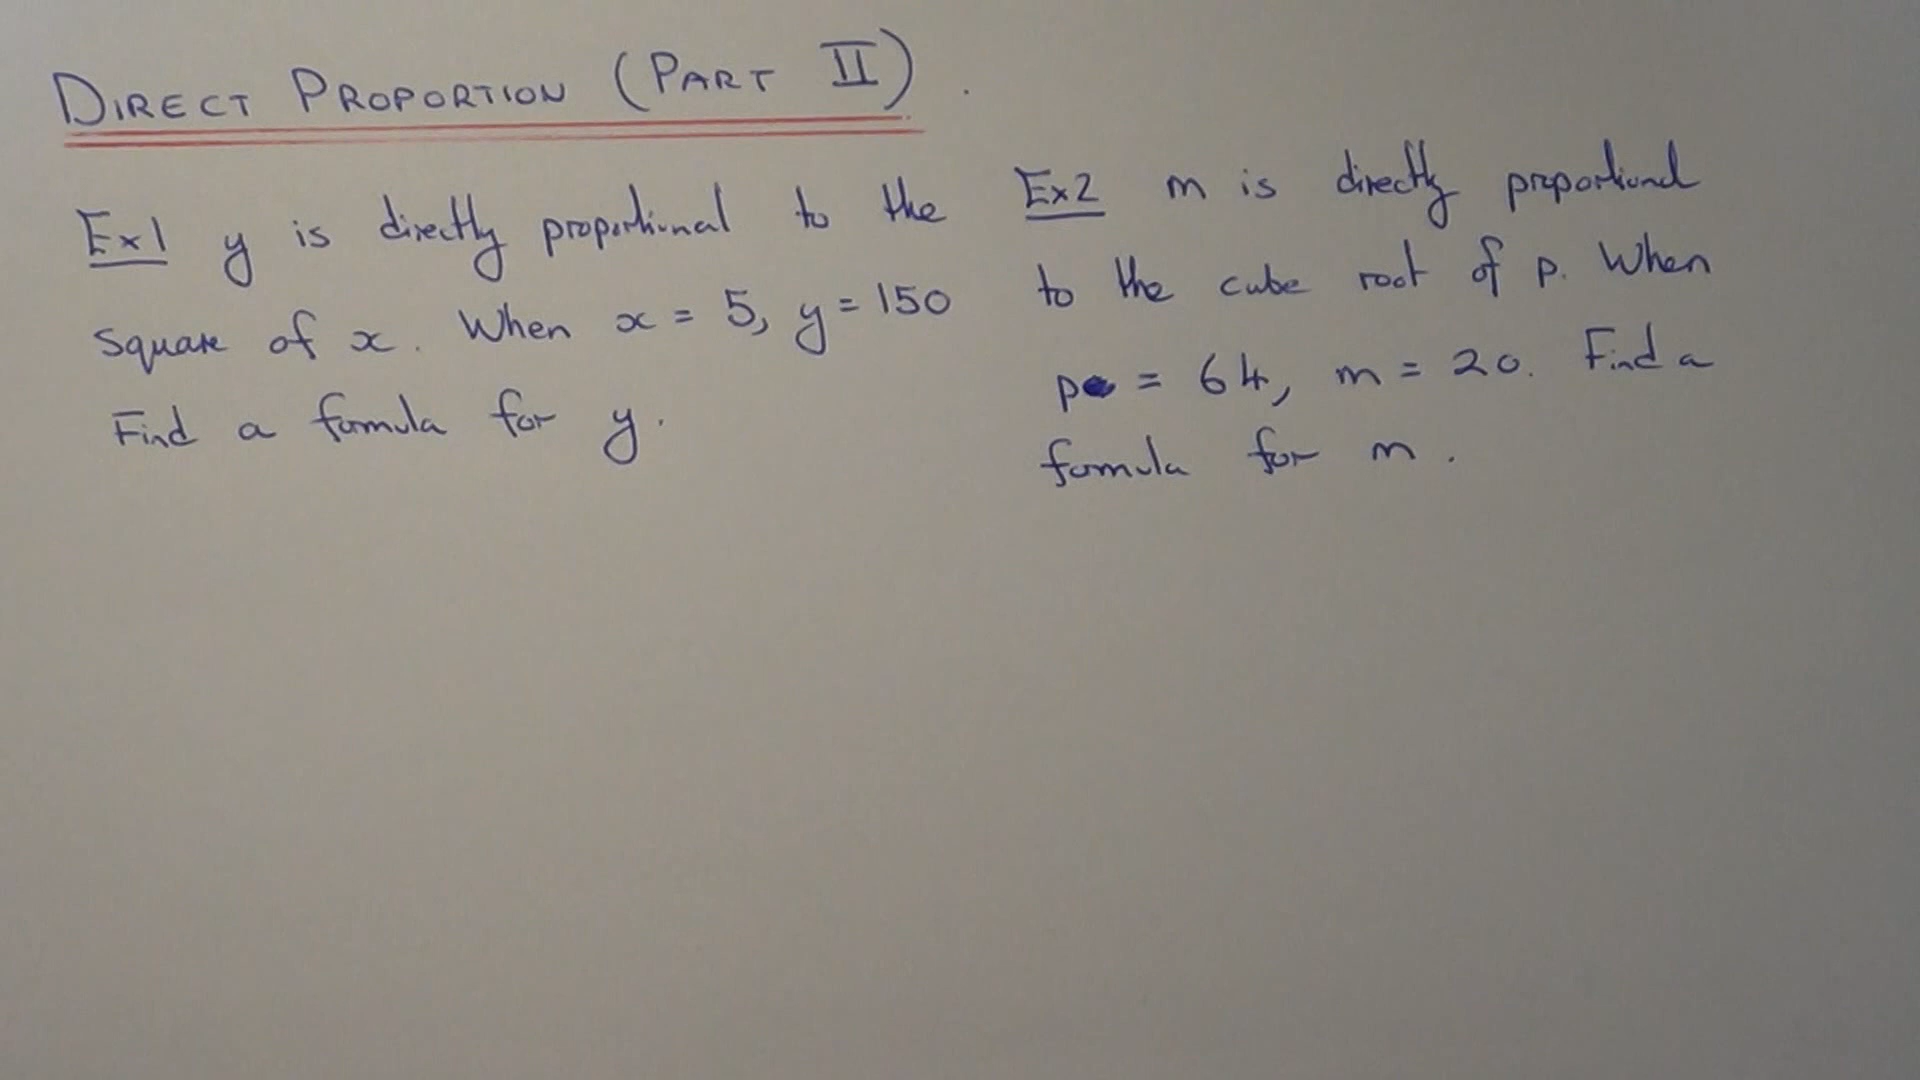 DIRECT PROPORTION (PART II).
Ex1 y is directly proportional to the
square of x. When x = 5, y = 150
Find a formula for y.
Ex2 m is directly proportional
to the cube root of p. When
p = 64, m = 20. Find a
formula for m.